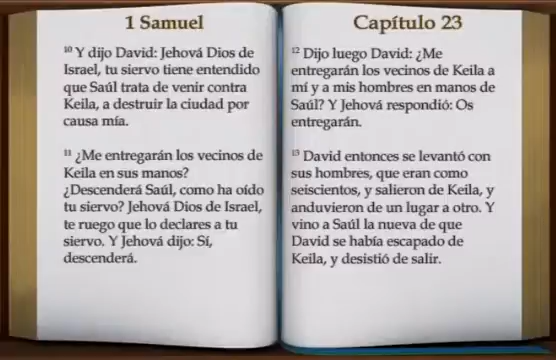 1 Samuel
¹⁰ Y dijo David: Jehová Dios de
Israel, tu siervo tiene entendido
que Saúl trata de venir contra
Keila, a destruir la ciudad por
causa mía.
¹¹ ¿Me entregarán los vecinos de
Keila en sus manos?
¿Descenderá Saúl, como ha oído
tu siervo? Jehová Dios de Israel,
te ruego que lo declares a tu
siervo. Y Jehová dijo: Sí,
descenderá.
Capítulo 23
¹² Dijo luego David: ¿Me
entregarán los vecinos de Keila a
mí y a mis hombres en manos de
Saúl? Y Jehová respondió: Os
entregarán.
¹³ David entonces se levantó con
sus hombres, que eran como
seiscientos, y salieron de Keila, y
anduvieron de un lugar a otro. Y
vino a Saúl la nueva de que
David se había escapado de
Keila, y desistió de salir.